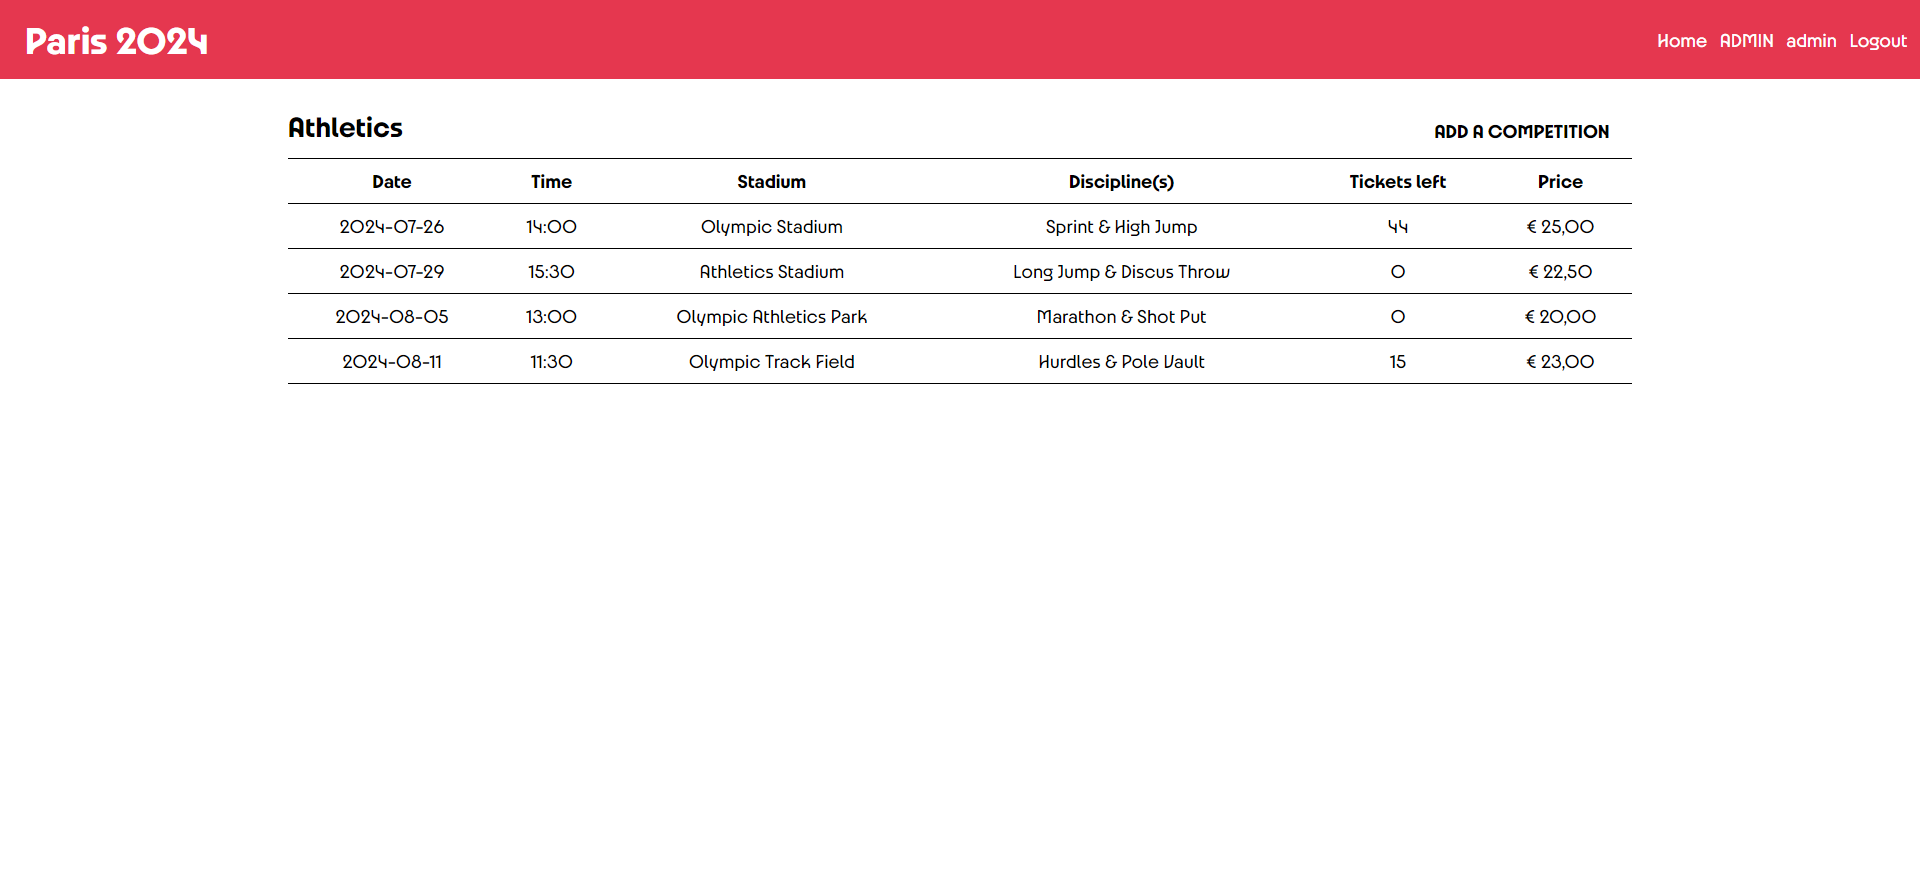 Paris 2024
Home ADMIN admin Logout
Athletics
ADD A COMPETITION
Date Time Stadium Discipline(s) Tickets left Price
2024-07-26 14:00 Olympic Stadium Sprint & High Jump 44 € 25,00
2024-07-29 15:30 Athletics Stadium Long Jump & Discus Throw 0 € 22,50
2024-08-05 13:00 Olympic Athletics Park Marathon & Shot Put 0 € 20,00
2024-08-11 11:30 Olympic Track Field Hurdles & Pole Vault 15 € 23,00